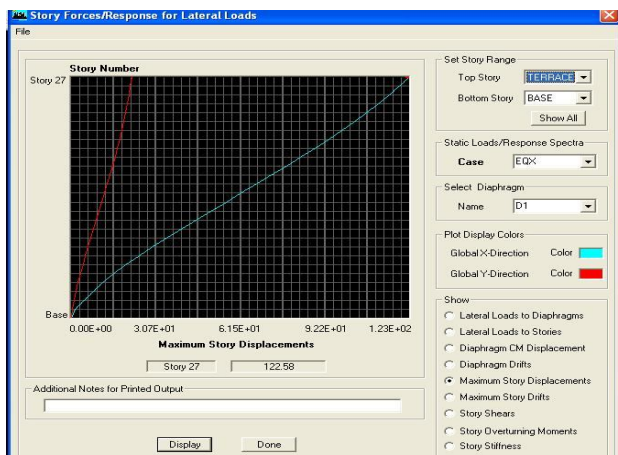 Story Forces/Response for Lateral Loads
File
Story Number
Story 27
Base
0.00E+00 3.07E+01 6.15E+01 9.22E+01 1.23E+02
Maximum Story Displacements
Story 27 122.58
Additional Notes for Printed Output
Display Done
Set Story Range
Top Story TERRACE
Bottom Story BASE
Show All
Static Loads/Response Spectra
Case EQX
Select Diaphragm
Name D1
Plot Display Colors
Global X-Direction Color
Global Y-Direction Color
Show
Lateral Loads to Diaphragms
Lateral Loads to Stories
Diaphragm CM Displacement
Diaphragm Drifts
Maximum Story Displacements
Maximum Story Drifts
Story Shears
Story Overturning Moments
Story Stiffness